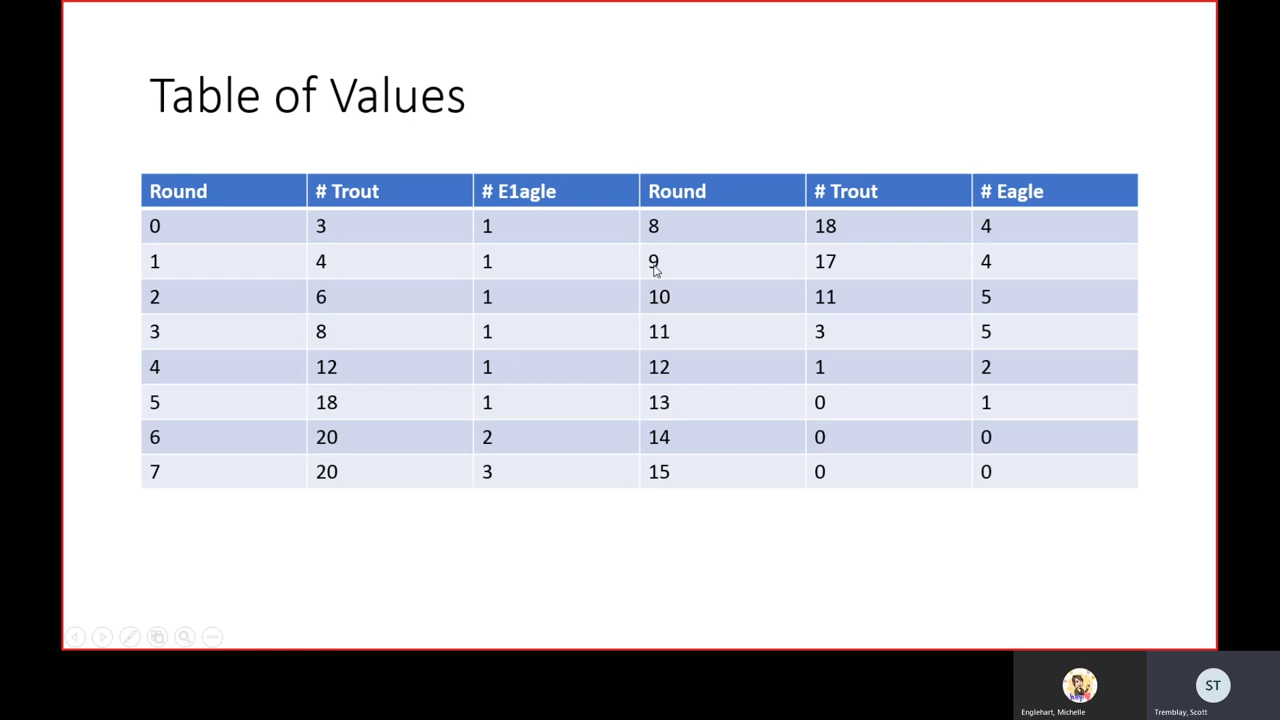 Table of Values
Round # Trout # E1agle Round # Trout # Eagle
0 3 1 8 18 4
1 4 1 9 17 4
2 6 1 10 11 5
3 8 1 11 3 5
4 12 1 12 1 2
5 18 1 13 0 1
6 20 2 14 0 0
7 20 3 15 0 0
ST
Englehart, Michelle Tremblay, Scott